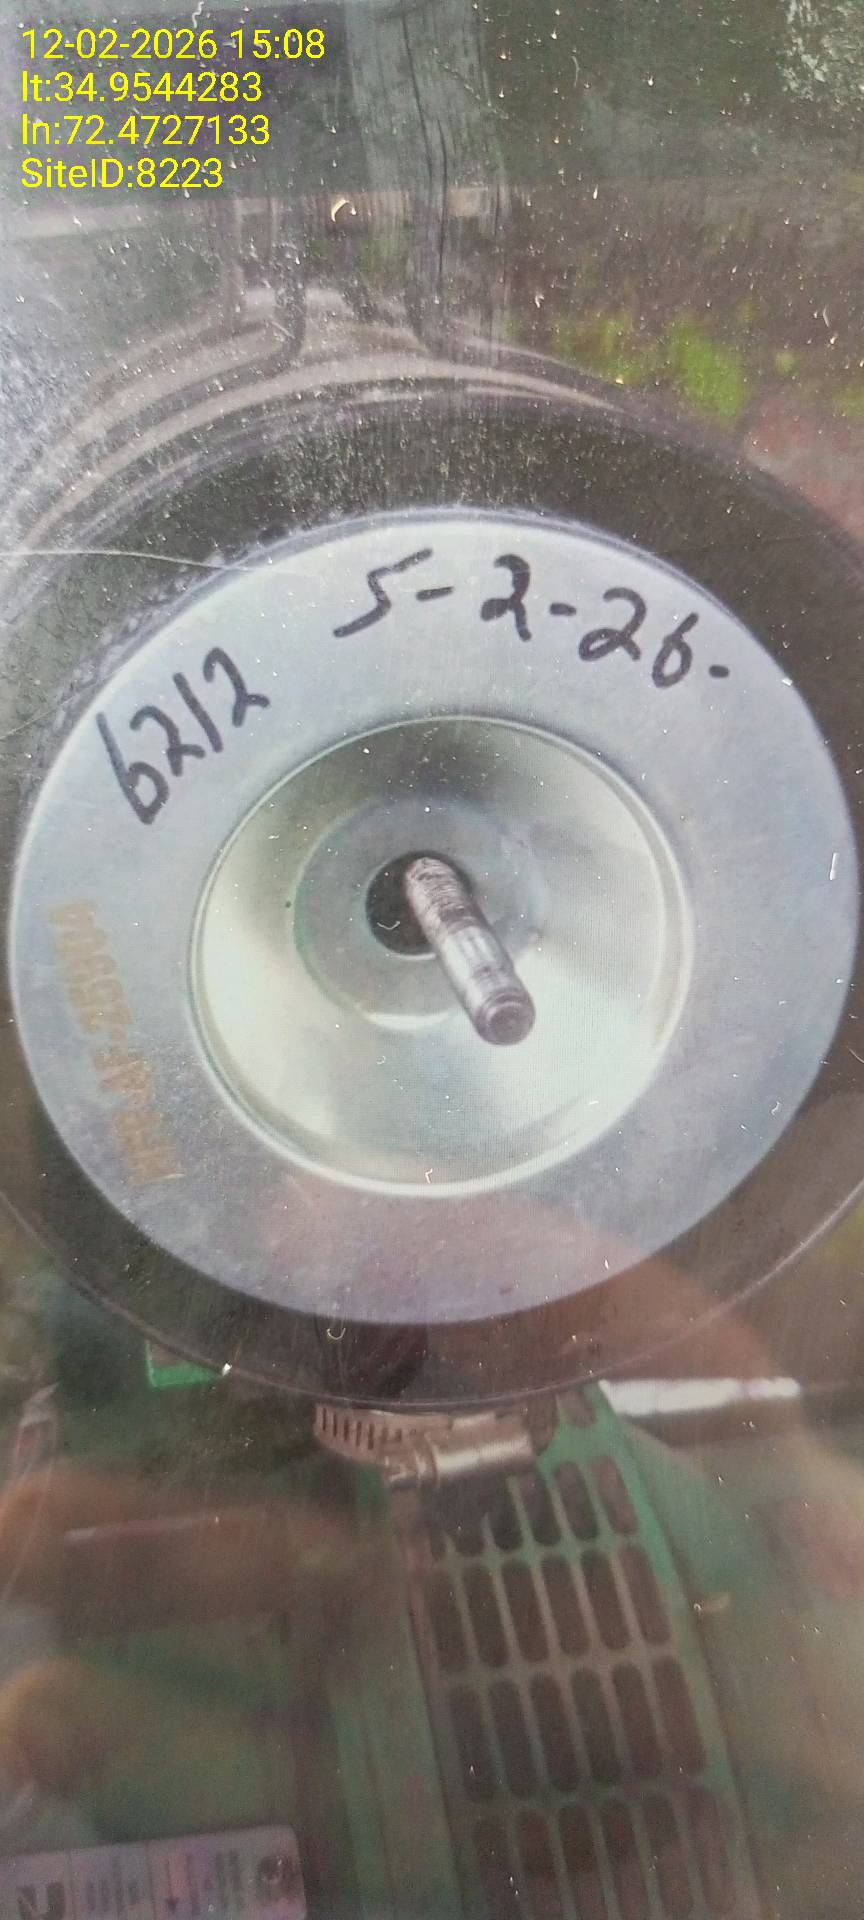 12-02-2026 15:08
lt:34.9544283
ln:72.4727133
SiteID:8223
5-2-26.
6212